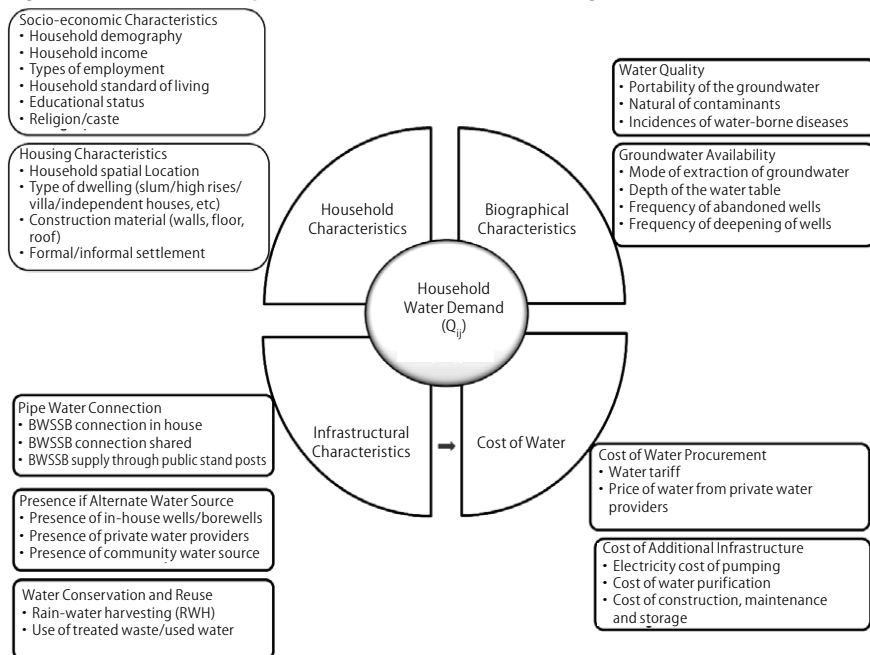 Socio-economic Characteristics
• Household demography
• Household income
• Types of employment
• Household standard of living
• Educational status
• Religion/caste
Housing Characteristics
• Household spatial Location
• Type of dwelling (slum/high rises/
villa/independent houses, etc)
• Construction material (walls, floor,
roof)
• Formal/informal settlement
Water Quality
• Portability of the groundwater
• Natural of contaminants
• Incidences of water-borne diseases
Groundwater Availability
• Mode of extraction of groundwater
• Depth of the water table
• Frequency of abandoned wells
• Frequency of deepening of wells
Household
Characteristics
Biographical
Characteristics
Household
Water Demand
(Qij)
Infrastructural
Characteristics
Cost of Water
Pipe Water Connection
• BWSSB connection in house
• BWSSB connection shared
• BWSSB supply through public stand posts
Presence if Alternate Water Source
• Presence of in-house wells/borewells
• Presence of private water providers
• Presence of community water source
Water Conservation and Reuse
• Rain-water harvesting (RWH)
• Use of treated waste/used water
Cost of Water Procurement
• Water tariff
• Price of water from private water
providers
Cost of Additional Infrastructure
• Electricity cost of pumping
• Cost of water purification
• Cost of construction, maintenance
and storage